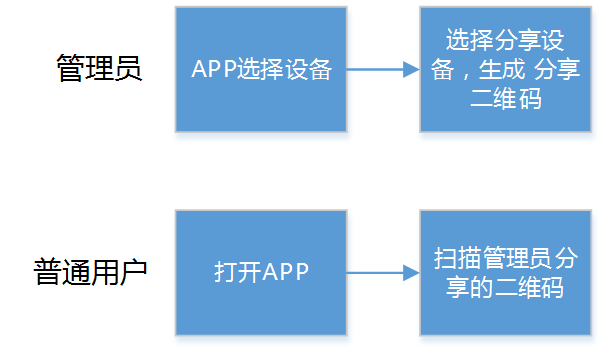 管理员
APP选择设备
选择分享设
备，生成 分享
二维码
普通用户
打开APP
扫描管理员分
享的二维码